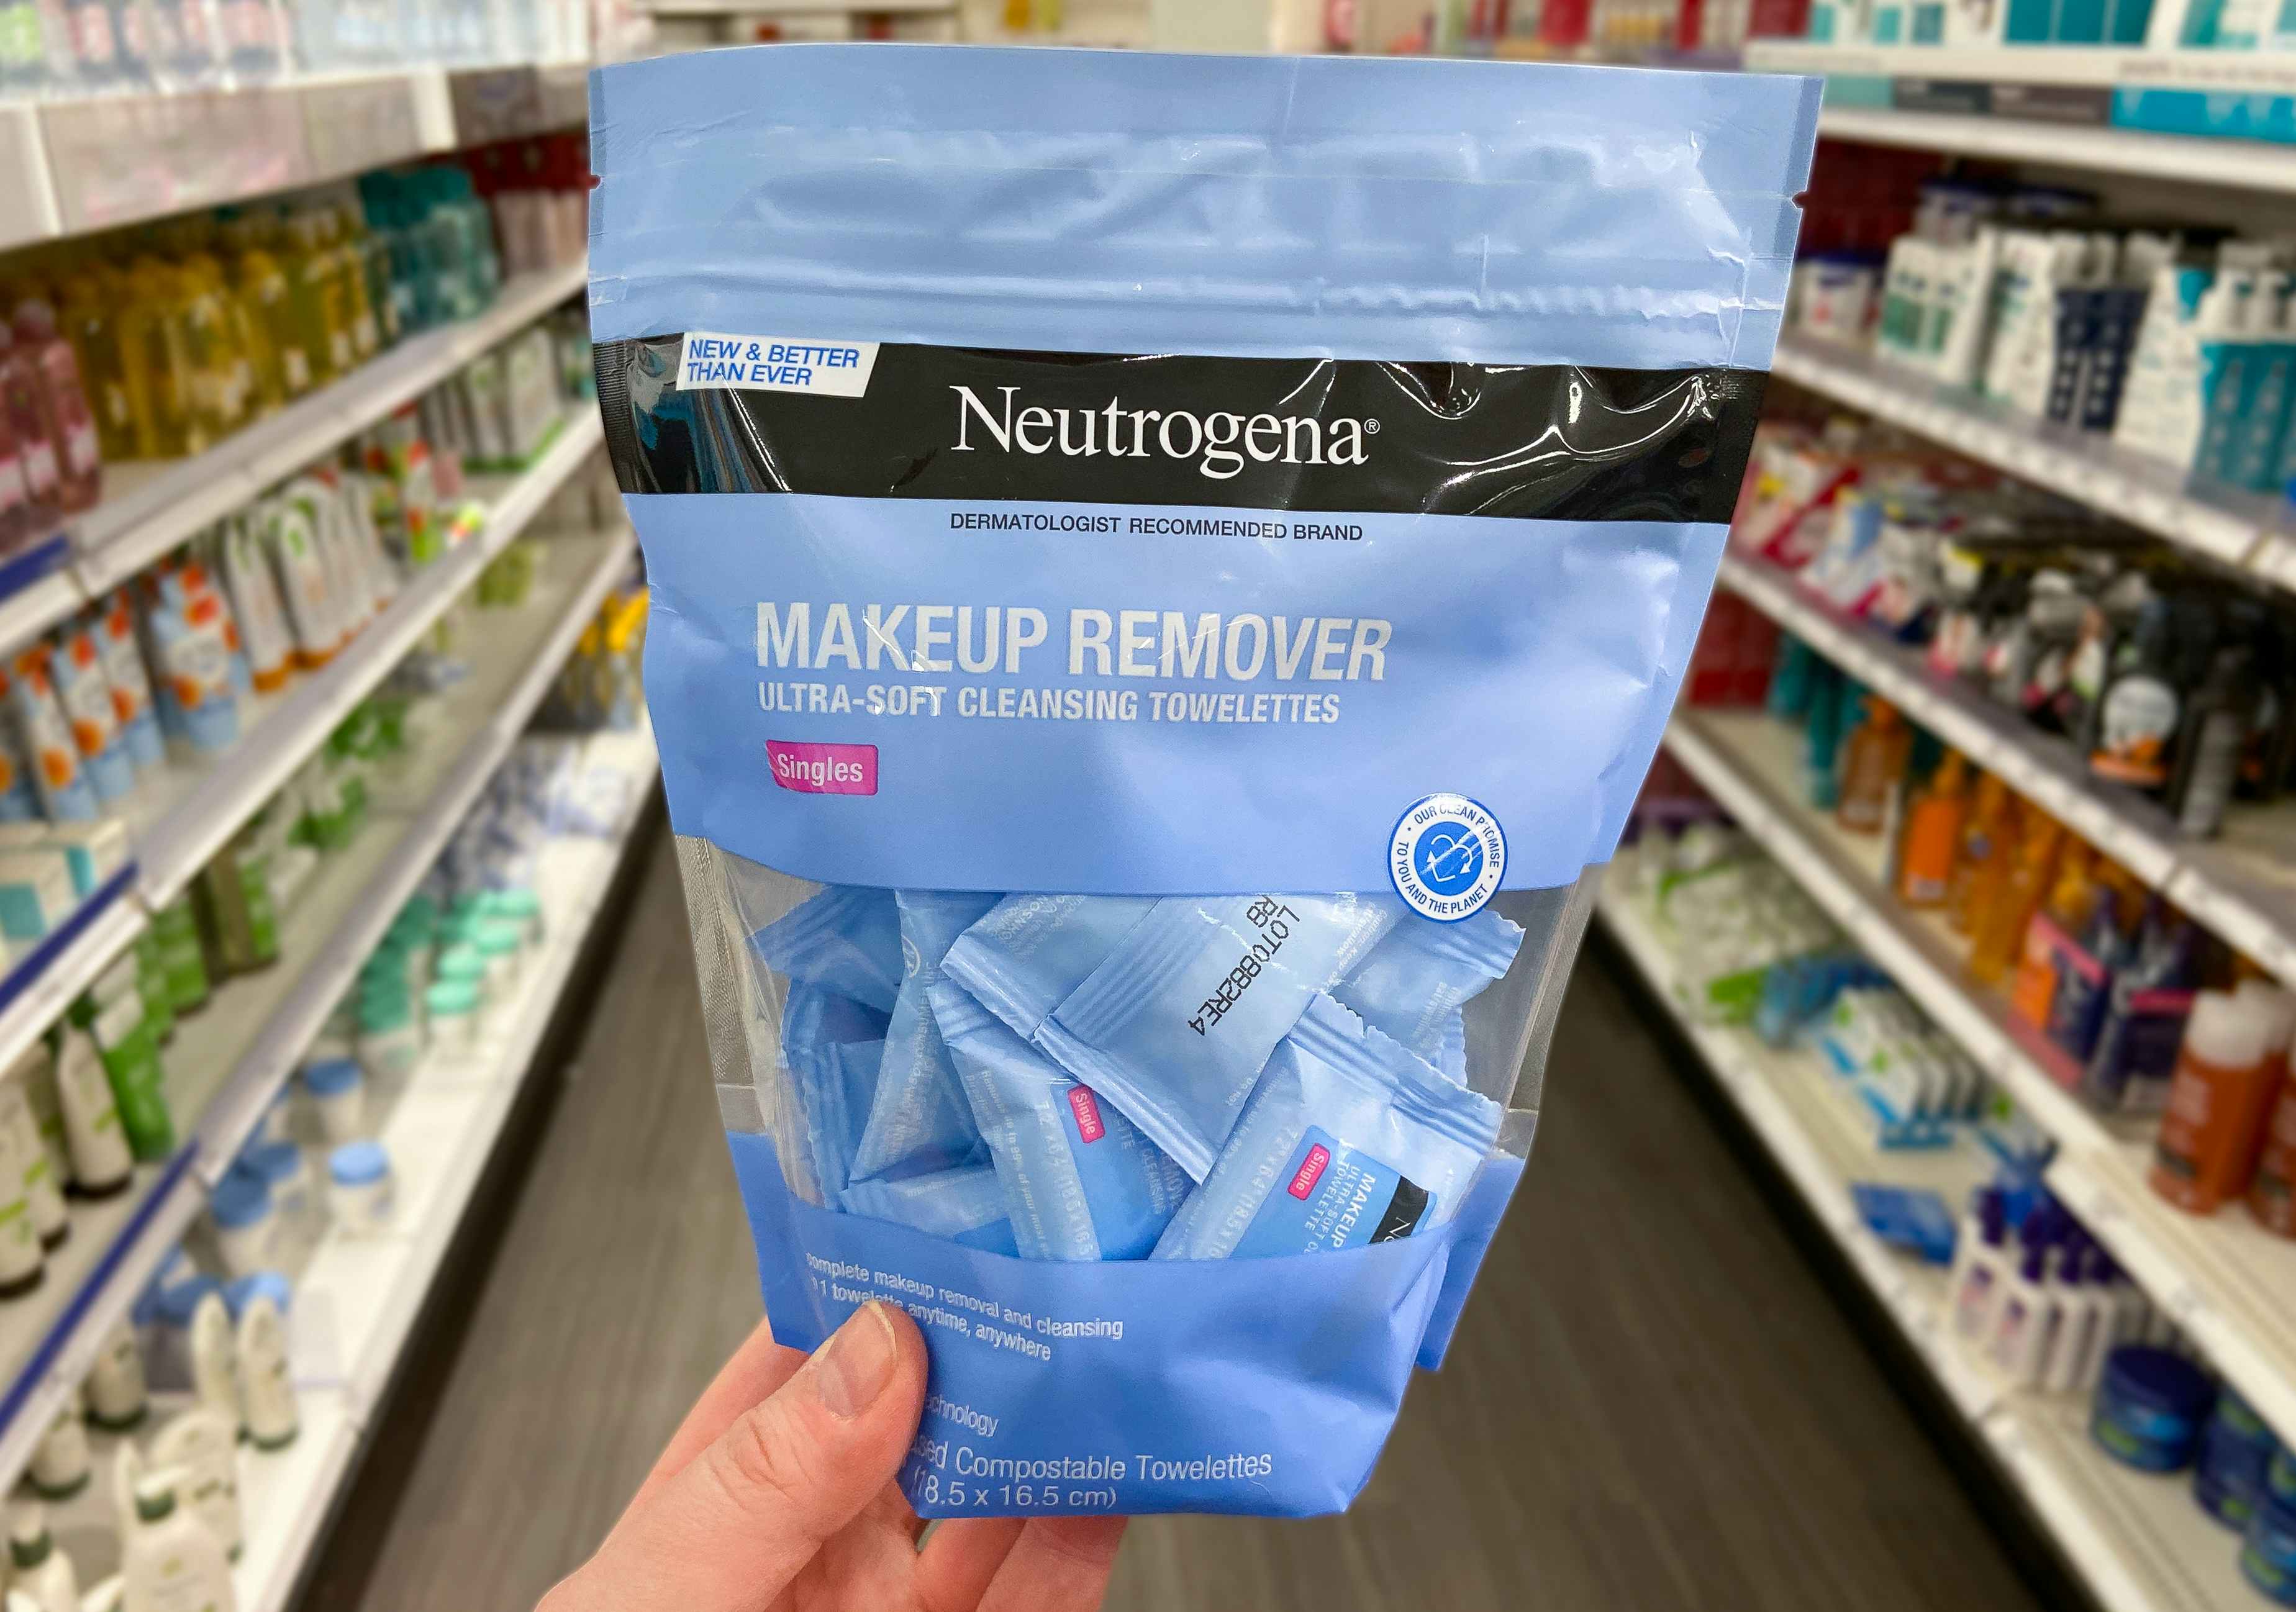 NEW & BETTER
THAN EVER
Neutrogena®
DERMATOLOGIST RECOMMENDED BRAND
MAKEUP REMOVER
ULTRA-SOFT CLEANSING TOWELETTES
Singles
OUR CLEAN PROMISE • TO YOU AND THE PLANET •
LOT0882RE4
R8
Single
Single
MAKEUP
ULTRA-SOFT
TOWELETTE
complete makeup removal and cleansing
1 towelette anytime, anywhere
Compostable Towelettes
(18.5 x 16.5 cm)